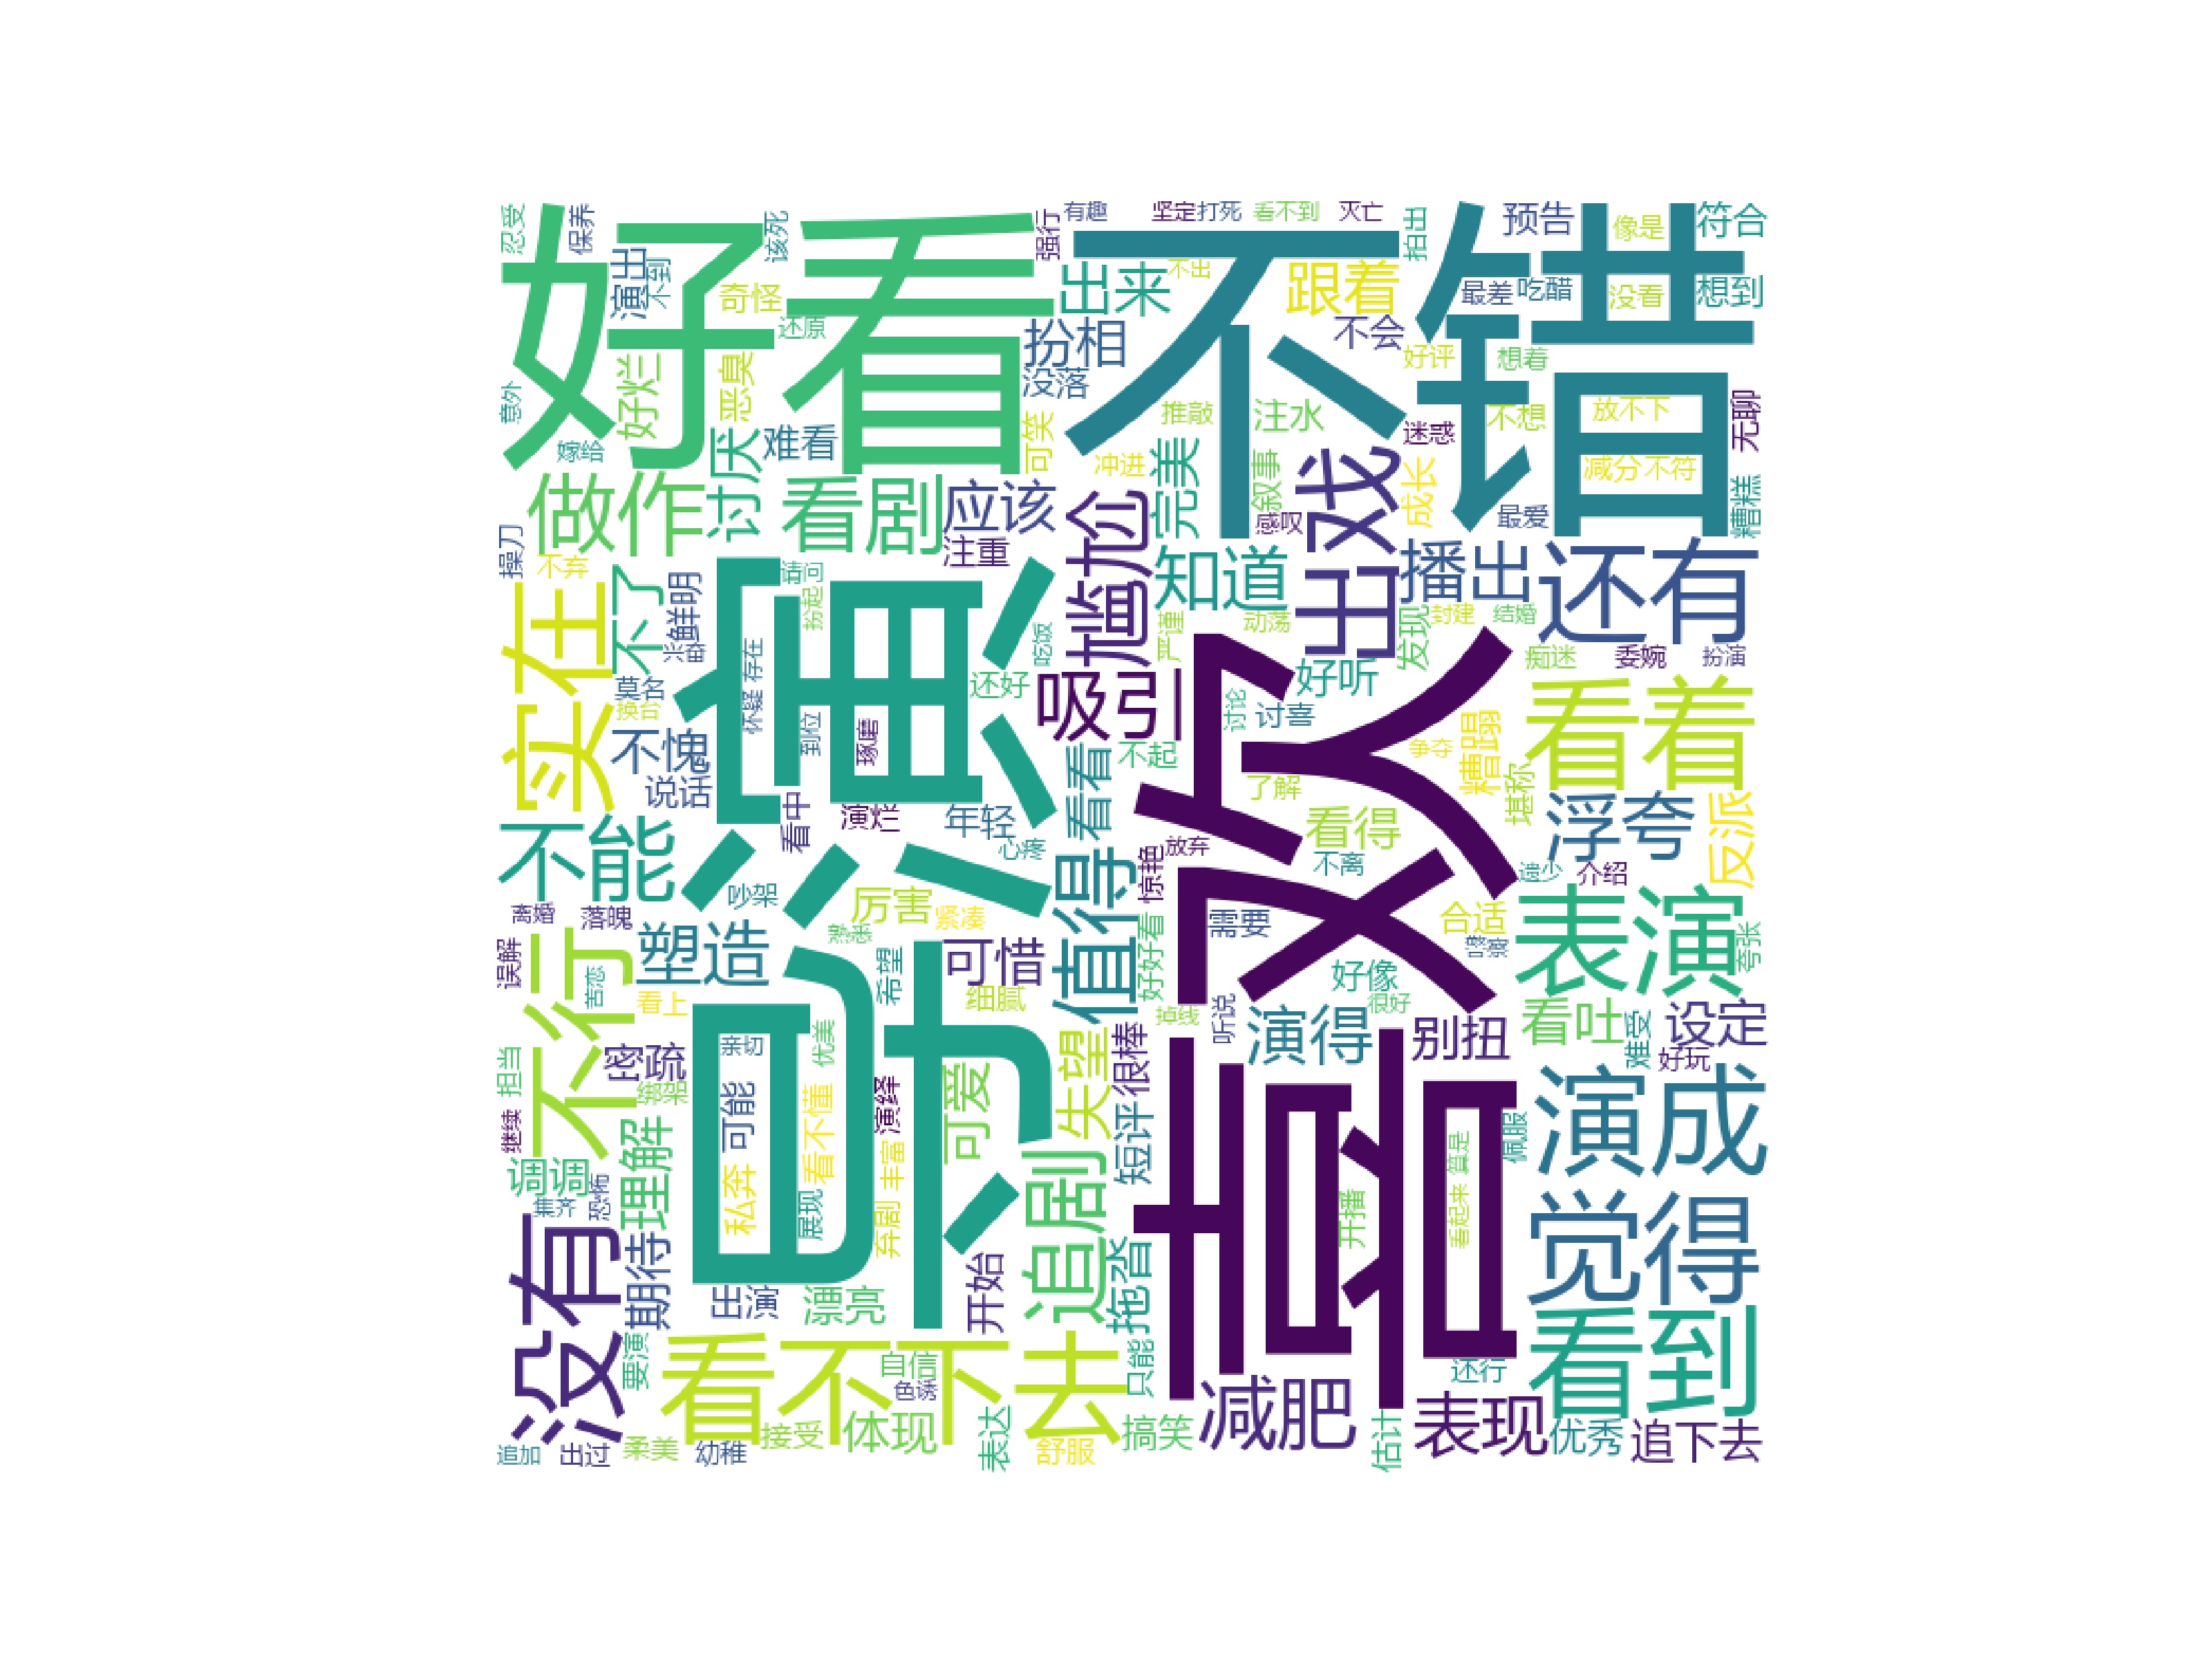 好看
不错
喜欢
演导
忍受
保养
该死
演出
不到
奇怪
还原
意外
好烂
恶臭
嫁给
讨厌
难看
做作
看剧
应该
注重
强行
有趣
坚定
打死
看不到
灭亡
拍出
预告
像是
符合
出来
不出
跟着
最差
吃醋
没看
想到
扮相
没落
不会
好评
想着
可笑
推敲
注水
迷惑
不想
放不下
无聊
冲进
完美
叙事
出戏
成长
减分
不符
感叹
最爱
糟糕
尴尬
知道
播出
还有
操刀
不弃
实在
不了
鲜明
兴奋
请问
扮起
怀疑
存在
吃饭
严谨
动荡
发现
封建
结婚
莫名
换台
到位
琢磨
还好
吸引
好听
讨论
讨喜
痴迷
委婉
扮演
看着
不愧
说话
看看
不起
了解
争夺
糟蹋
堪称
浮夸
反派
不能
看中
演烂
年轻
心疼
看得
惊艳
放弃
不离
遗少
介绍
吵架
厉害
紧凑
熟悉
值得
需要
合适
表演
夸张
离婚
落魄
误解
苦恋
塑造
可惜
希望
细腻
好好看
好像
很好
掉线
听说
看上
不行
密疏
亲切
优美
演得
别扭
看吐
难受
设定
好玩
担当
继续
绑架
可能
看不懂
演绎
可爱
失望
很棒
短评
佩服
演成
调调
集齐
恐怖
理解
私奔
展现
弃剧
丰富
追剧
开播
看起来
算是
觉得
没有
期待
出演
漂亮
开始
拖沓
看到
要演
看不下去
自信
色诱
只能
减肥
还行
表现
追加
出过
柔美
幼稚
接受
体现
表达
舒服
搞笑
估计
优秀
追下去